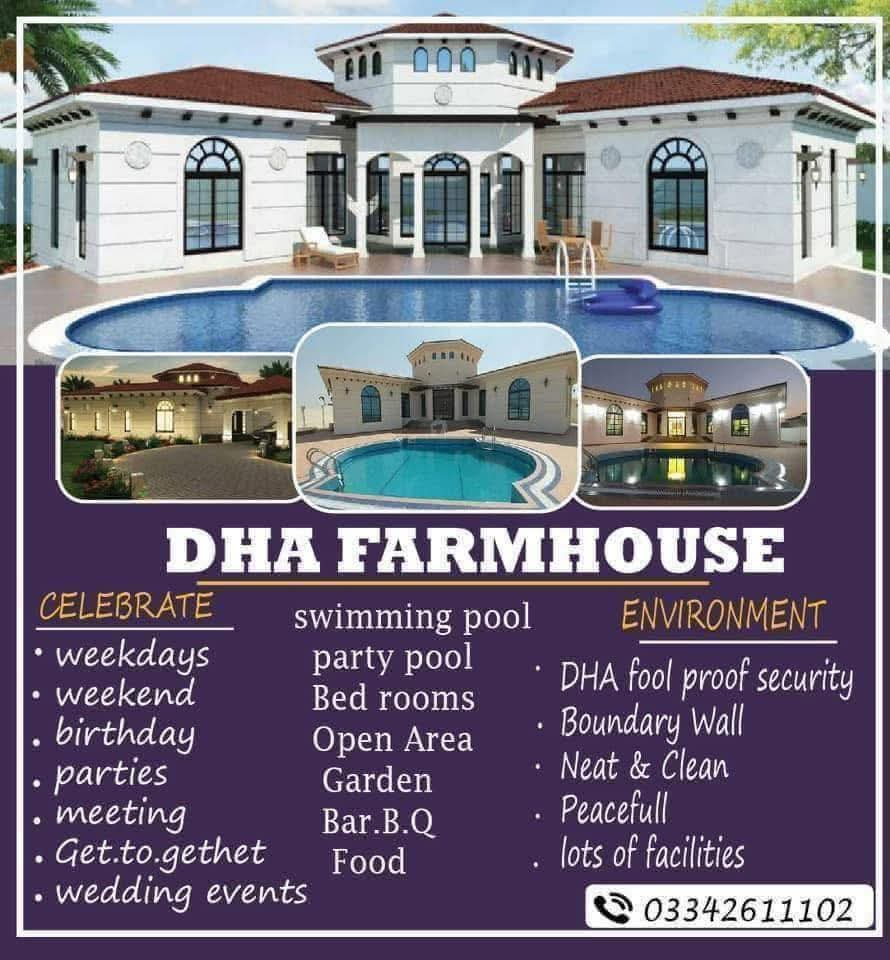 DHA FARMHOUSE
CELEBRATE
• weekdays
• weekend
. birthday
. parties
• meeting
. Get.to.gethet
. wedding events
swimming pool
party pool
Bed rooms
Open Area
Garden
Bar.B.Q
Food
ENVIRONMENT
· DHA fool proof security
· Boundary Wall
· Neat & Clean
· Peacefull
. lots of facilities
03342611102